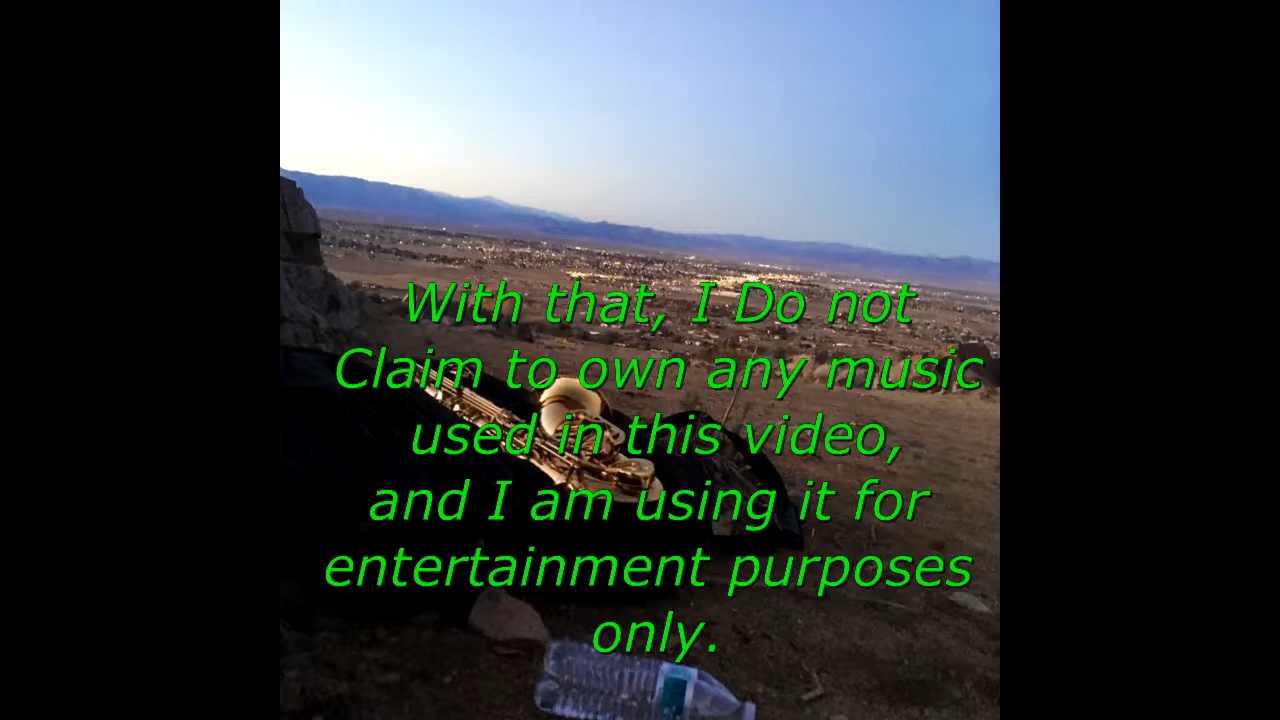 With that, I Do not
Claim to own any music
used in this video,
and I am using it for
entertainment purposes
only.